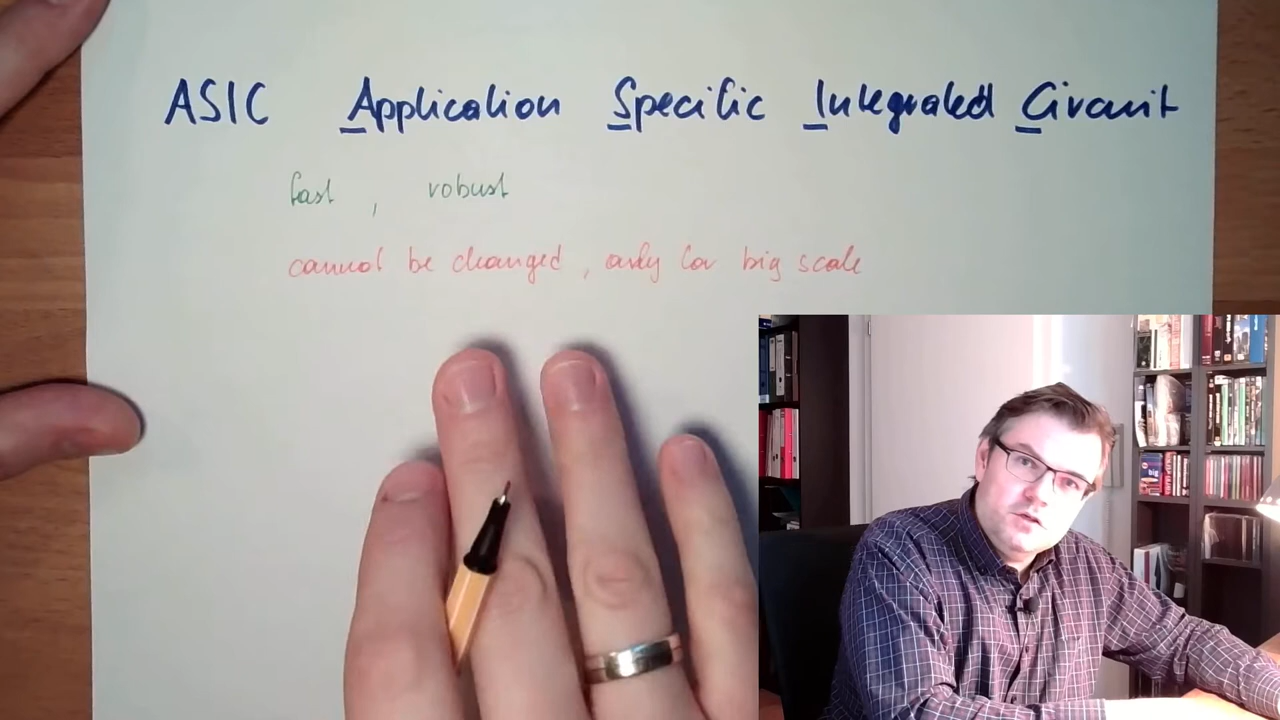 ASIC Application Specific Integrated Circuit
fast , robust
cannot be changed , only for big scale